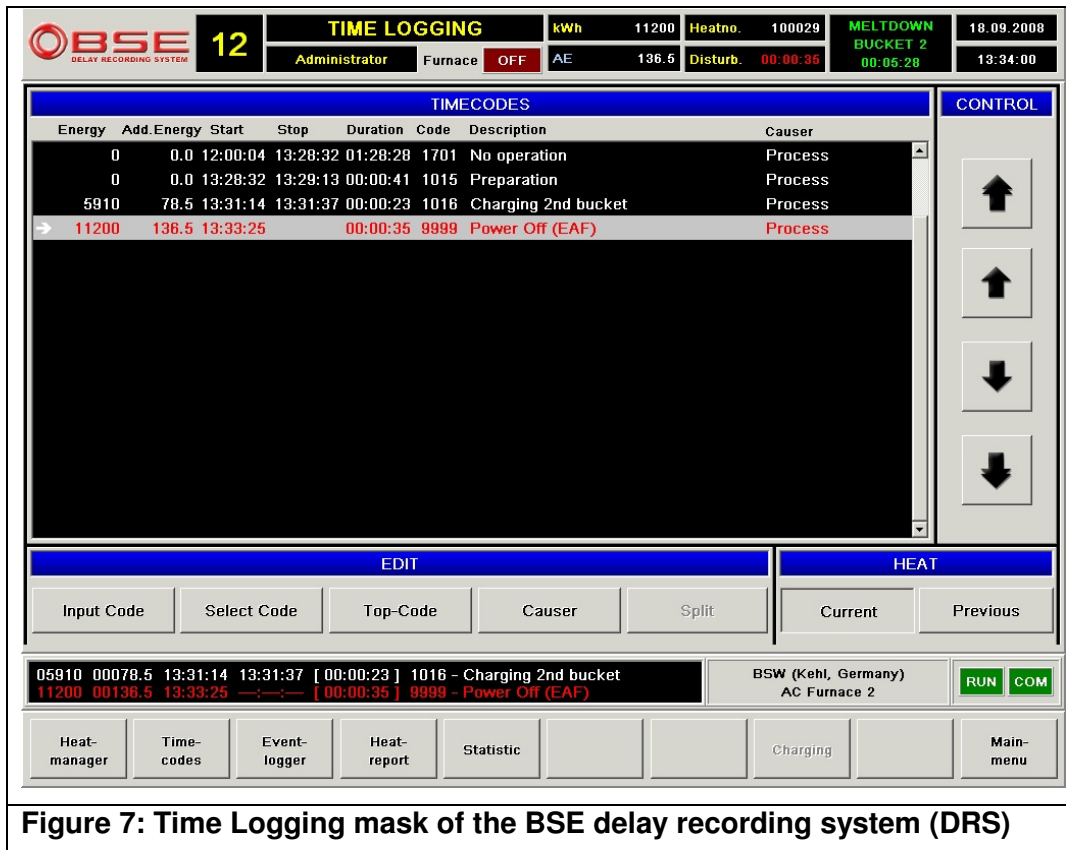 BSE
DELAY RECORDING SYSTEM
12
TIME LOGGING
Administrator Furnace OFF
kWh 11200
AE 136.5
Heatno. 100029
Disturb. 00:00:35
MELTDOWN
BUCKET 2
00:05:28
18.09.2008
13:34:00
TIMECODES
CONTROL
Energy Add.Energy Start Stop Duration Code Description Causer
0 0.0 12:00:04 13:28:32 01:28:28 1701 No operation Process
0 0.0 13:28:32 13:29:13 00:00:41 1015 Preparation Process
5910 78.5 13:31:14 13:31:37 00:00:23 1016 Charging 2nd bucket Process
11200 136.5 13:33:25 00:00:35 9999 Power Off (EAF) Process
EDIT
HEAT
Input Code Select Code Top-Code Causer Split Current Previous
05910 00078.5 13:31:14 13:31:37 [ 00:00:23 ] 1016 - Charging 2nd bucket
11200 00136.5 13:33:25 --:--:-- [ 00:00:35 ] 9999 - Power Off (EAF)
BSW (Kehl, Germany)
AC Furnace 2
RUN COM
Heat-
manager
Time-
codes
Event-
logger
Heat-
report
Statistic
Charging
Main-
menu
Figure 7: Time Logging mask of the BSE delay recording system (DRS)